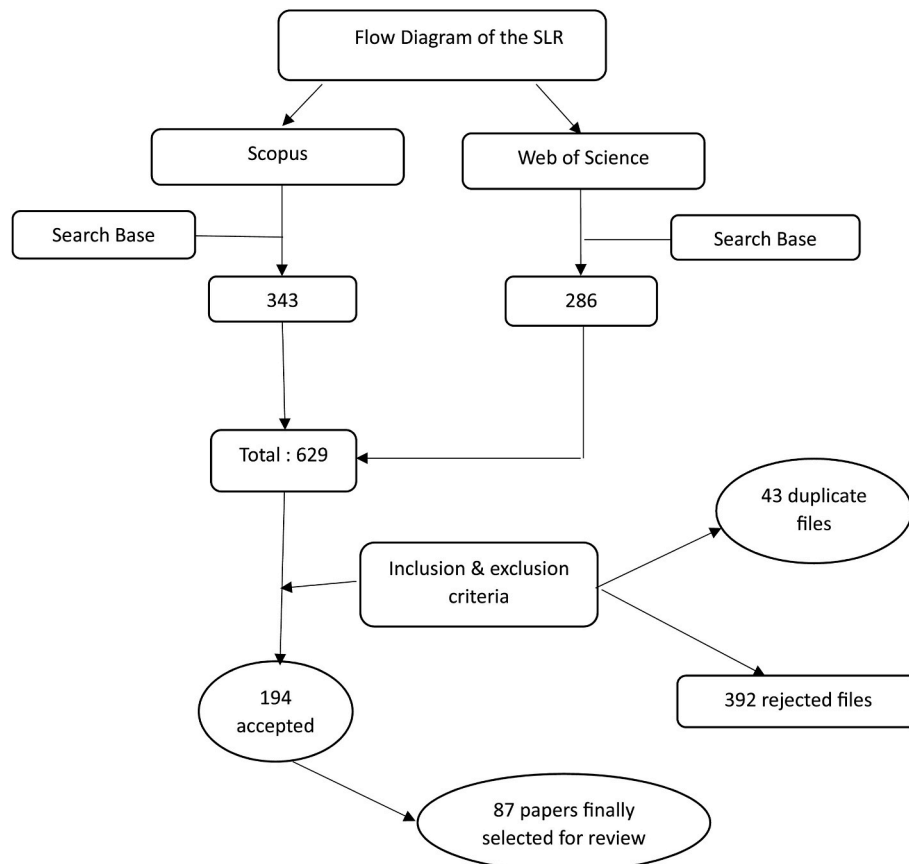 Flow Diagram of the SLR
Scopus
Web of Science
Search Base
Search Base
343
286
Total : 629
43 duplicate
files
Inclusion & exclusion
criteria
392 rejected files
194
accepted
87 papers finally
selected for review